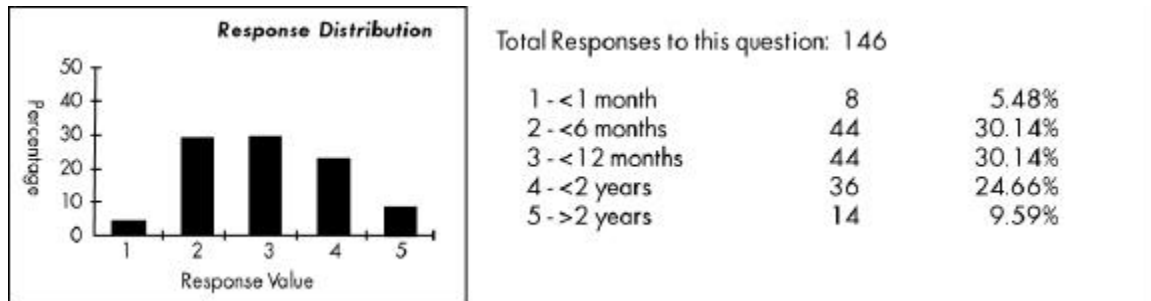 Response Distribution
50
40
30
20
10
0
Percentage
1 2 3 4 5
Response Value
Total Responses to this question: 146
1 - <1 month 8 5.48%
2 - <6 months 44 30.14%
3 - <12 months 44 30.14%
4 - <2 years 36 24.66%
5 - >2 years 14 9.59%